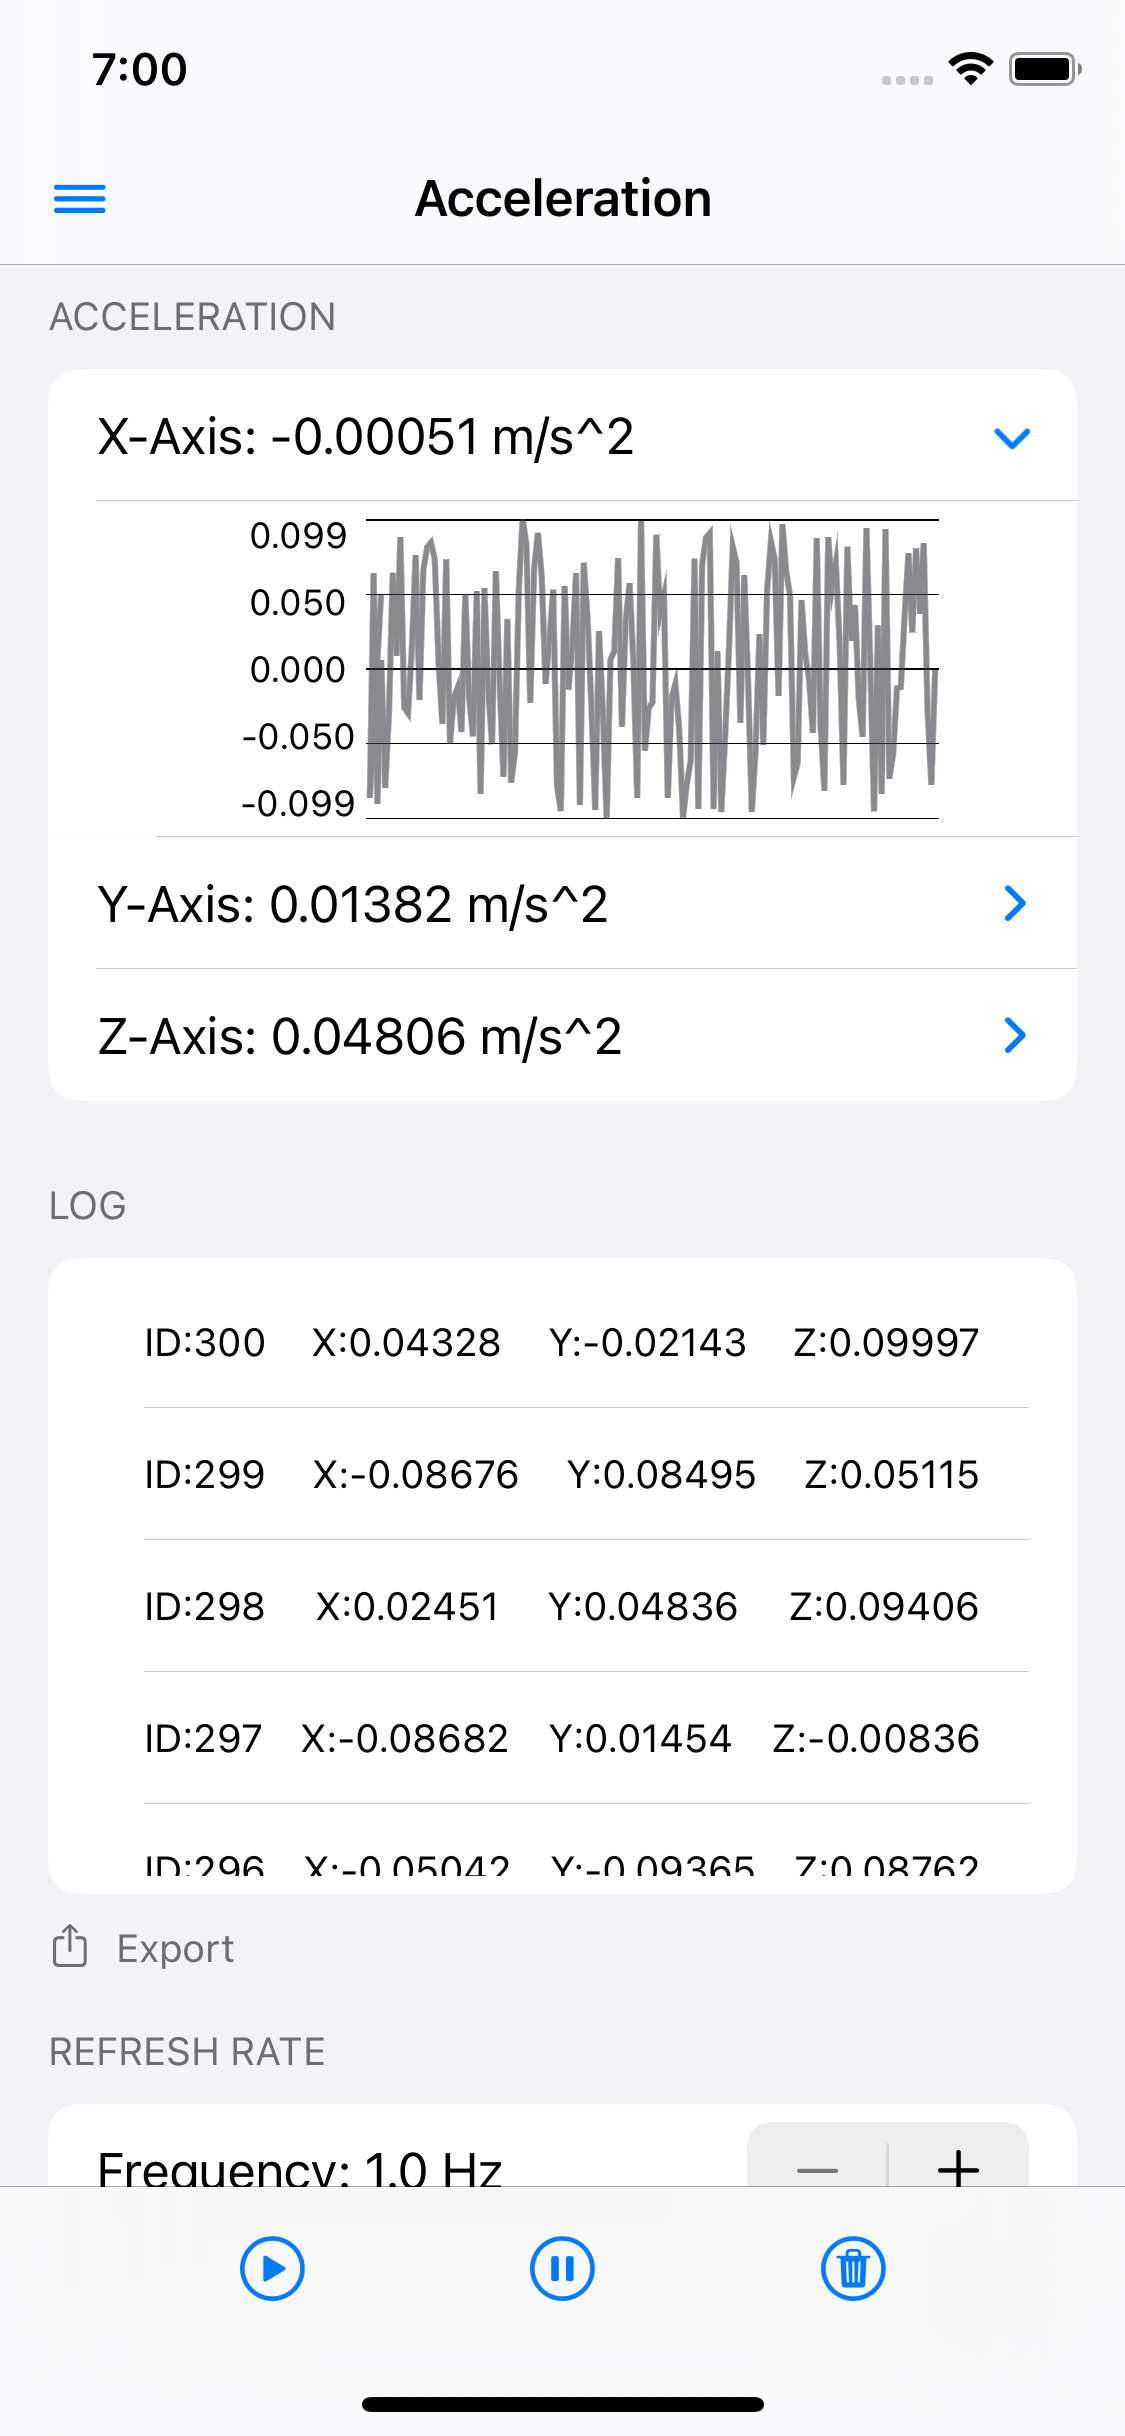 7:00
Acceleration
ACCELERATION
X-Axis: -0.00051 m/s^2
0.099
0.050
0.000
-0.050
-0.099
Y-Axis: 0.01382 m/s^2
Z-Axis: 0.04806 m/s^2
LOG
ID:300 X:0.04328 Y:-0.02143 Z:0.09997
ID:299 X:-0.08676 Y:0.08495 Z:0.05115
ID:298 X:0.02451 Y:0.04836 Z:0.09406
ID:297 X:-0.08682 Y:0.01454 Z:-0.00836
ID:296 X:-0.05042 Y:-0.09365 Z:0.08762
Export
REFRESH RATE
Frequency: 1.0 Hz